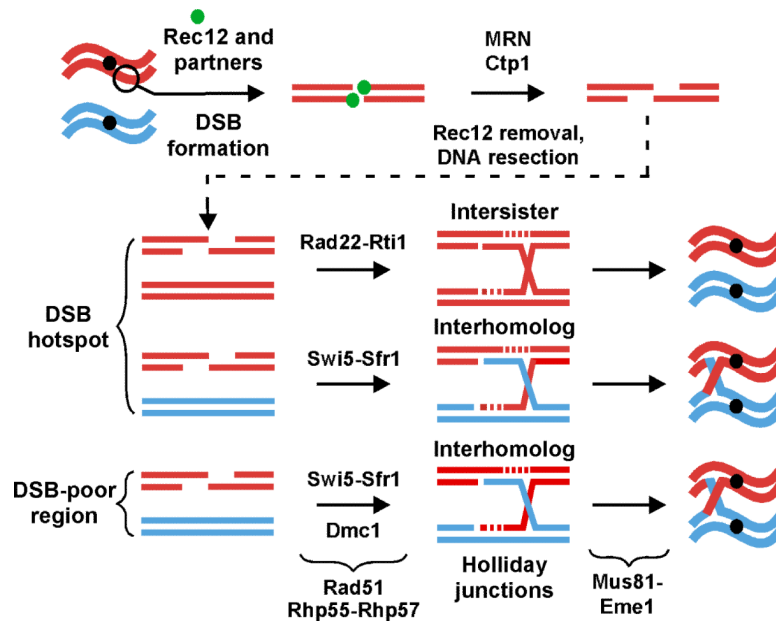 Rec12 and
partners
DSB
formation
MRN
Ctp1
Rec12 removal,
DNA resection
DSB
hotspot
Rad22-Rti1
Intersister
Swi5-Sfr1
Interhomolog
DSB-poor
region
Swi5-Sfr1
Dmc1
Interhomolog
Rad51
Rhp55-Rhp57
Holliday
junctions
Mus81-
Eme1